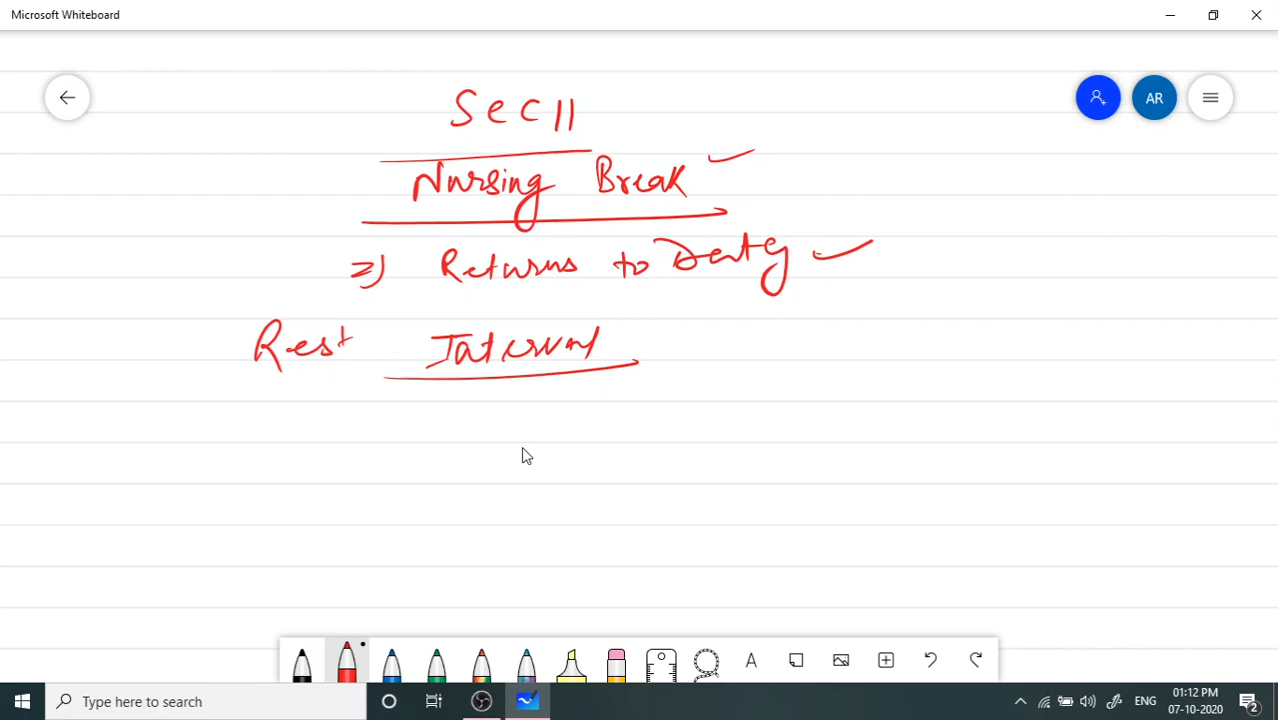 Microsoft Whiteboard
AR
Sec 11
Nursing Break
=> Returns to Duty
Rest Interval
A
Type here to search
ENG
01:12 PM
07-10-2020
2